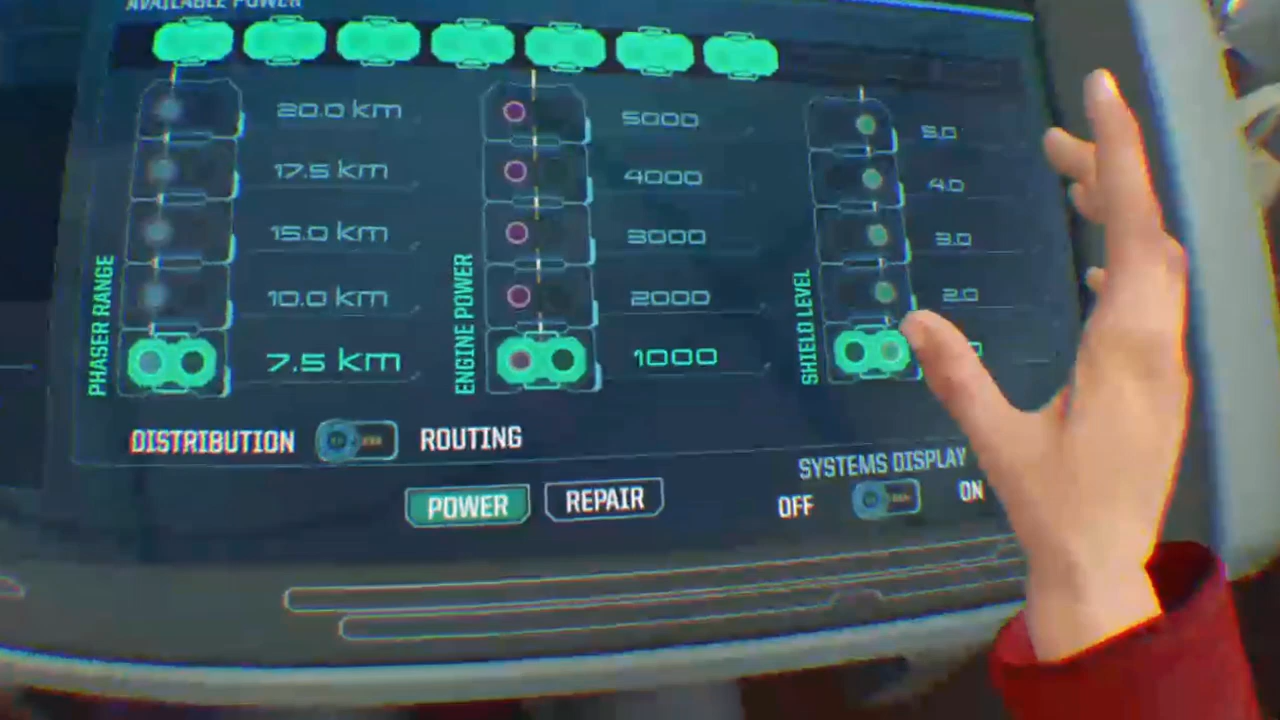 AVAILABLE POWER
20.0 km 5000 5.0
17.5 km 4000 4.0
15.0 km 3000 3.0
10.0 km 2000 2.0
7.5 km 1000
PHASER RANGE
ENGINE POWER
SHIELD LEVEL
DISTRIBUTION ROUTING
SYSTEMS DISPLAY
POWER REPAIR OFF ON